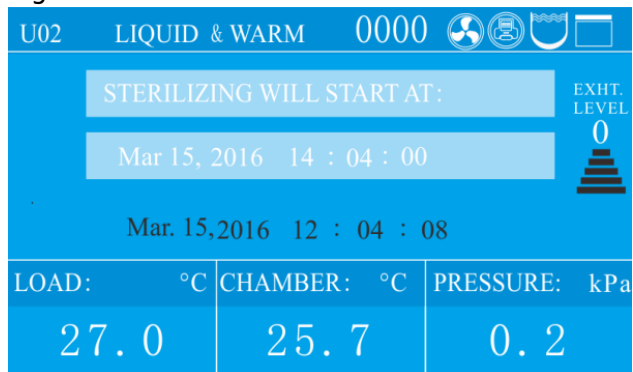 U02 LIQUID & WARM 0000
STERILIZING WILL START AT:
EXHT.
LEVEL
0
Mar 15, 2016 14 : 04 : 00
Mar. 15,2016 12 : 04 : 08
LOAD: °C CHAMBER: °C PRESSURE: kPa
27.0 25.7 0.2